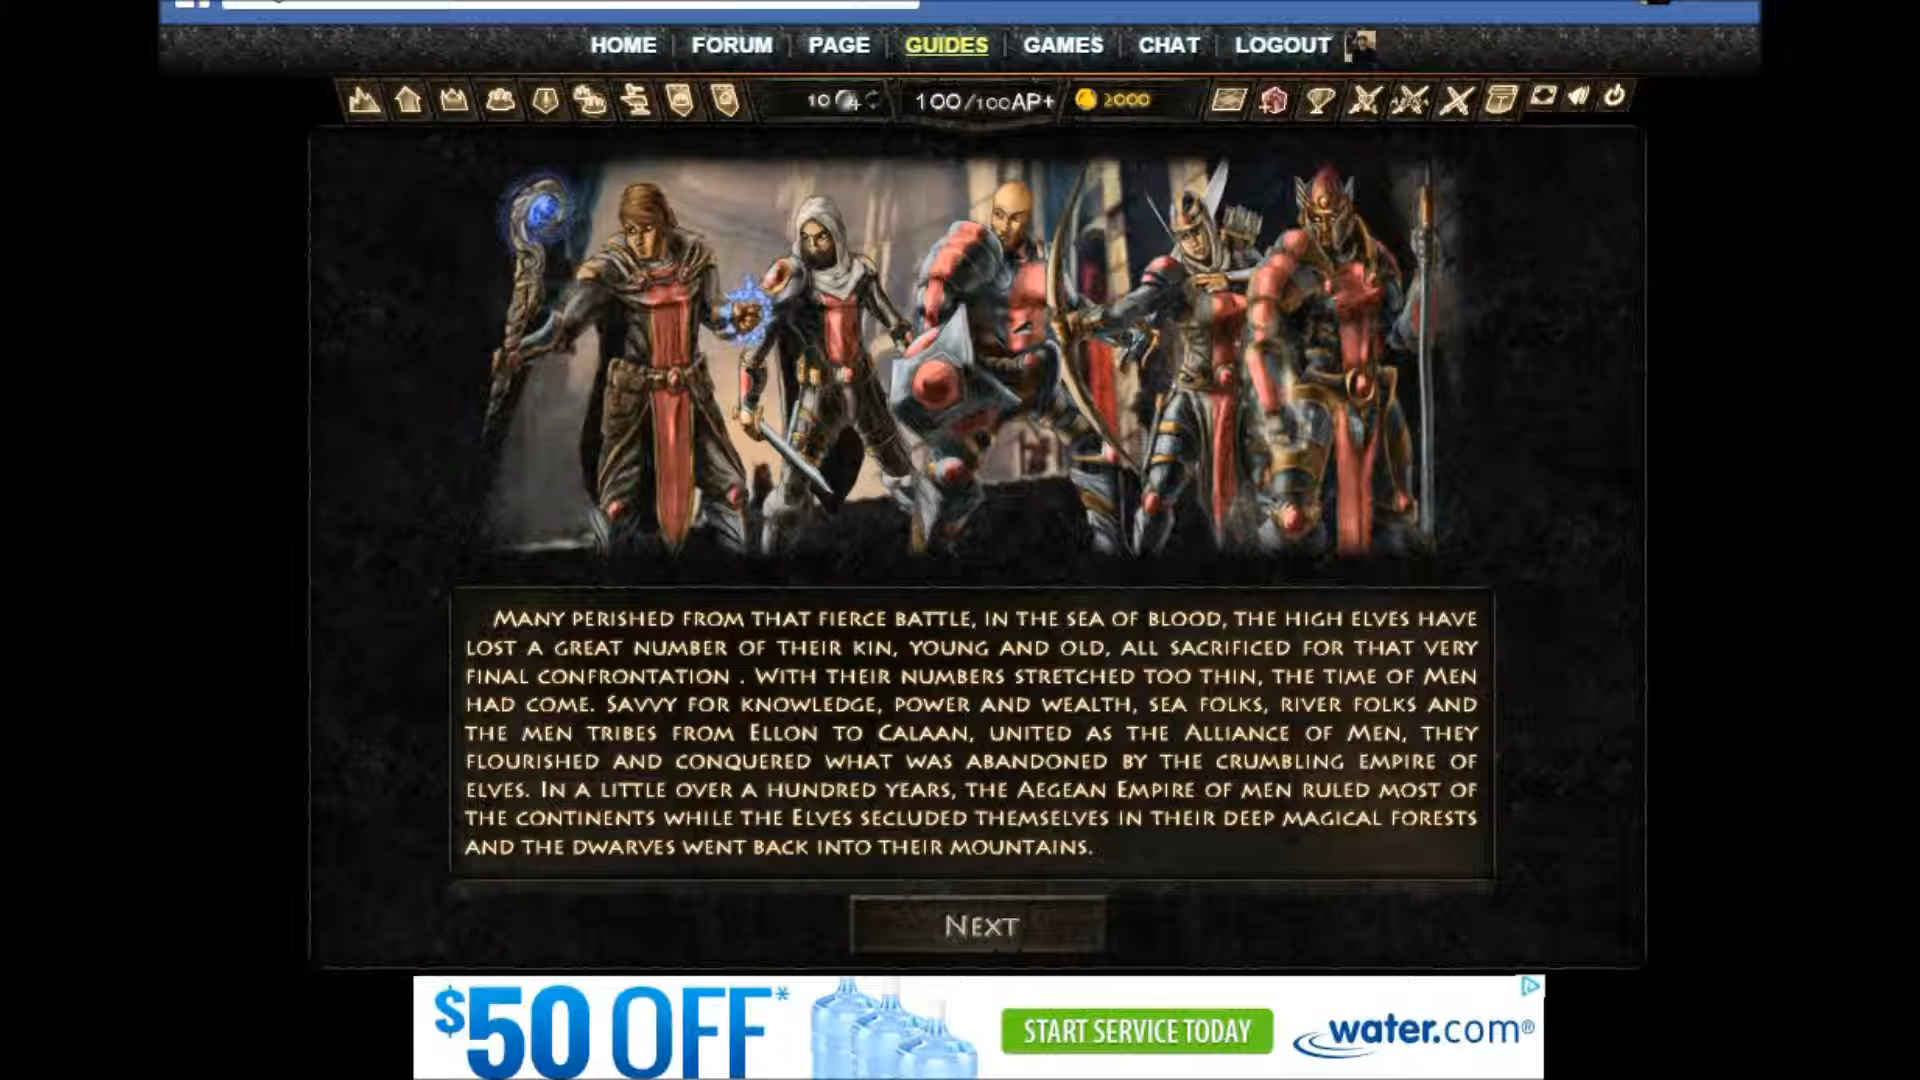 HOME FORUM PAGE GUIDES GAMES CHAT LOGOUT
10 4 100/100AP+ 2000
MANY PERISHED FROM THAT FIERCE BATTLE, IN THE SEA OF BLOOD, THE HIGH ELVES HAVE
LOST A GREAT NUMBER OF THEIR KIN, YOUNG AND OLD, ALL SACRIFICED FOR THAT VERY
FINAL CONFRONTATION . WITH THEIR NUMBERS STRETCHED TOO THIN, THE TIME OF MEN
HAD COME. SAVVY FOR KNOWLEDGE, POWER AND WEALTH, SEA FOLKS, RIVER FOLKS AND
THE MEN TRIBES FROM ELLON TO CALAAN, UNITED AS THE ALLIANCE OF MEN, THEY
FLOURISHED AND CONQUERED WHAT WAS ABANDONED BY THE CRUMBLING EMPIRE OF
ELVES. IN A LITTLE OVER A HUNDRED YEARS, THE AEGEAN EMPIRE OF MEN RULED MOST OF
THE CONTINENTS WHILE THE ELVES SECLUDED THEMSELVES IN THEIR DEEP MAGICAL FORESTS
AND THE DWARVES WENT BACK INTO THEIR MOUNTAINS.
NEXT
$50 OFF* START SERVICE TODAY water.com®